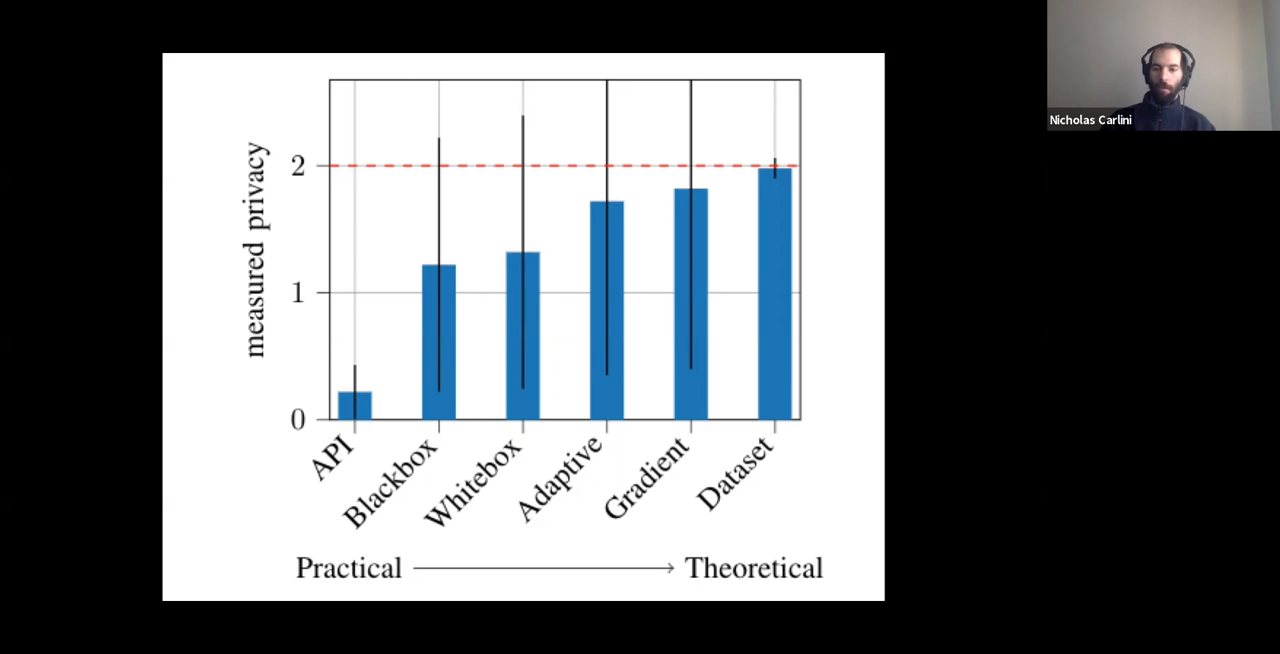 measured privacy
2
1
0
API
Blackbox
Whitebox
Adaptive
Gradient
Dataset
Practical
Theoretical
Nicholas Carlini